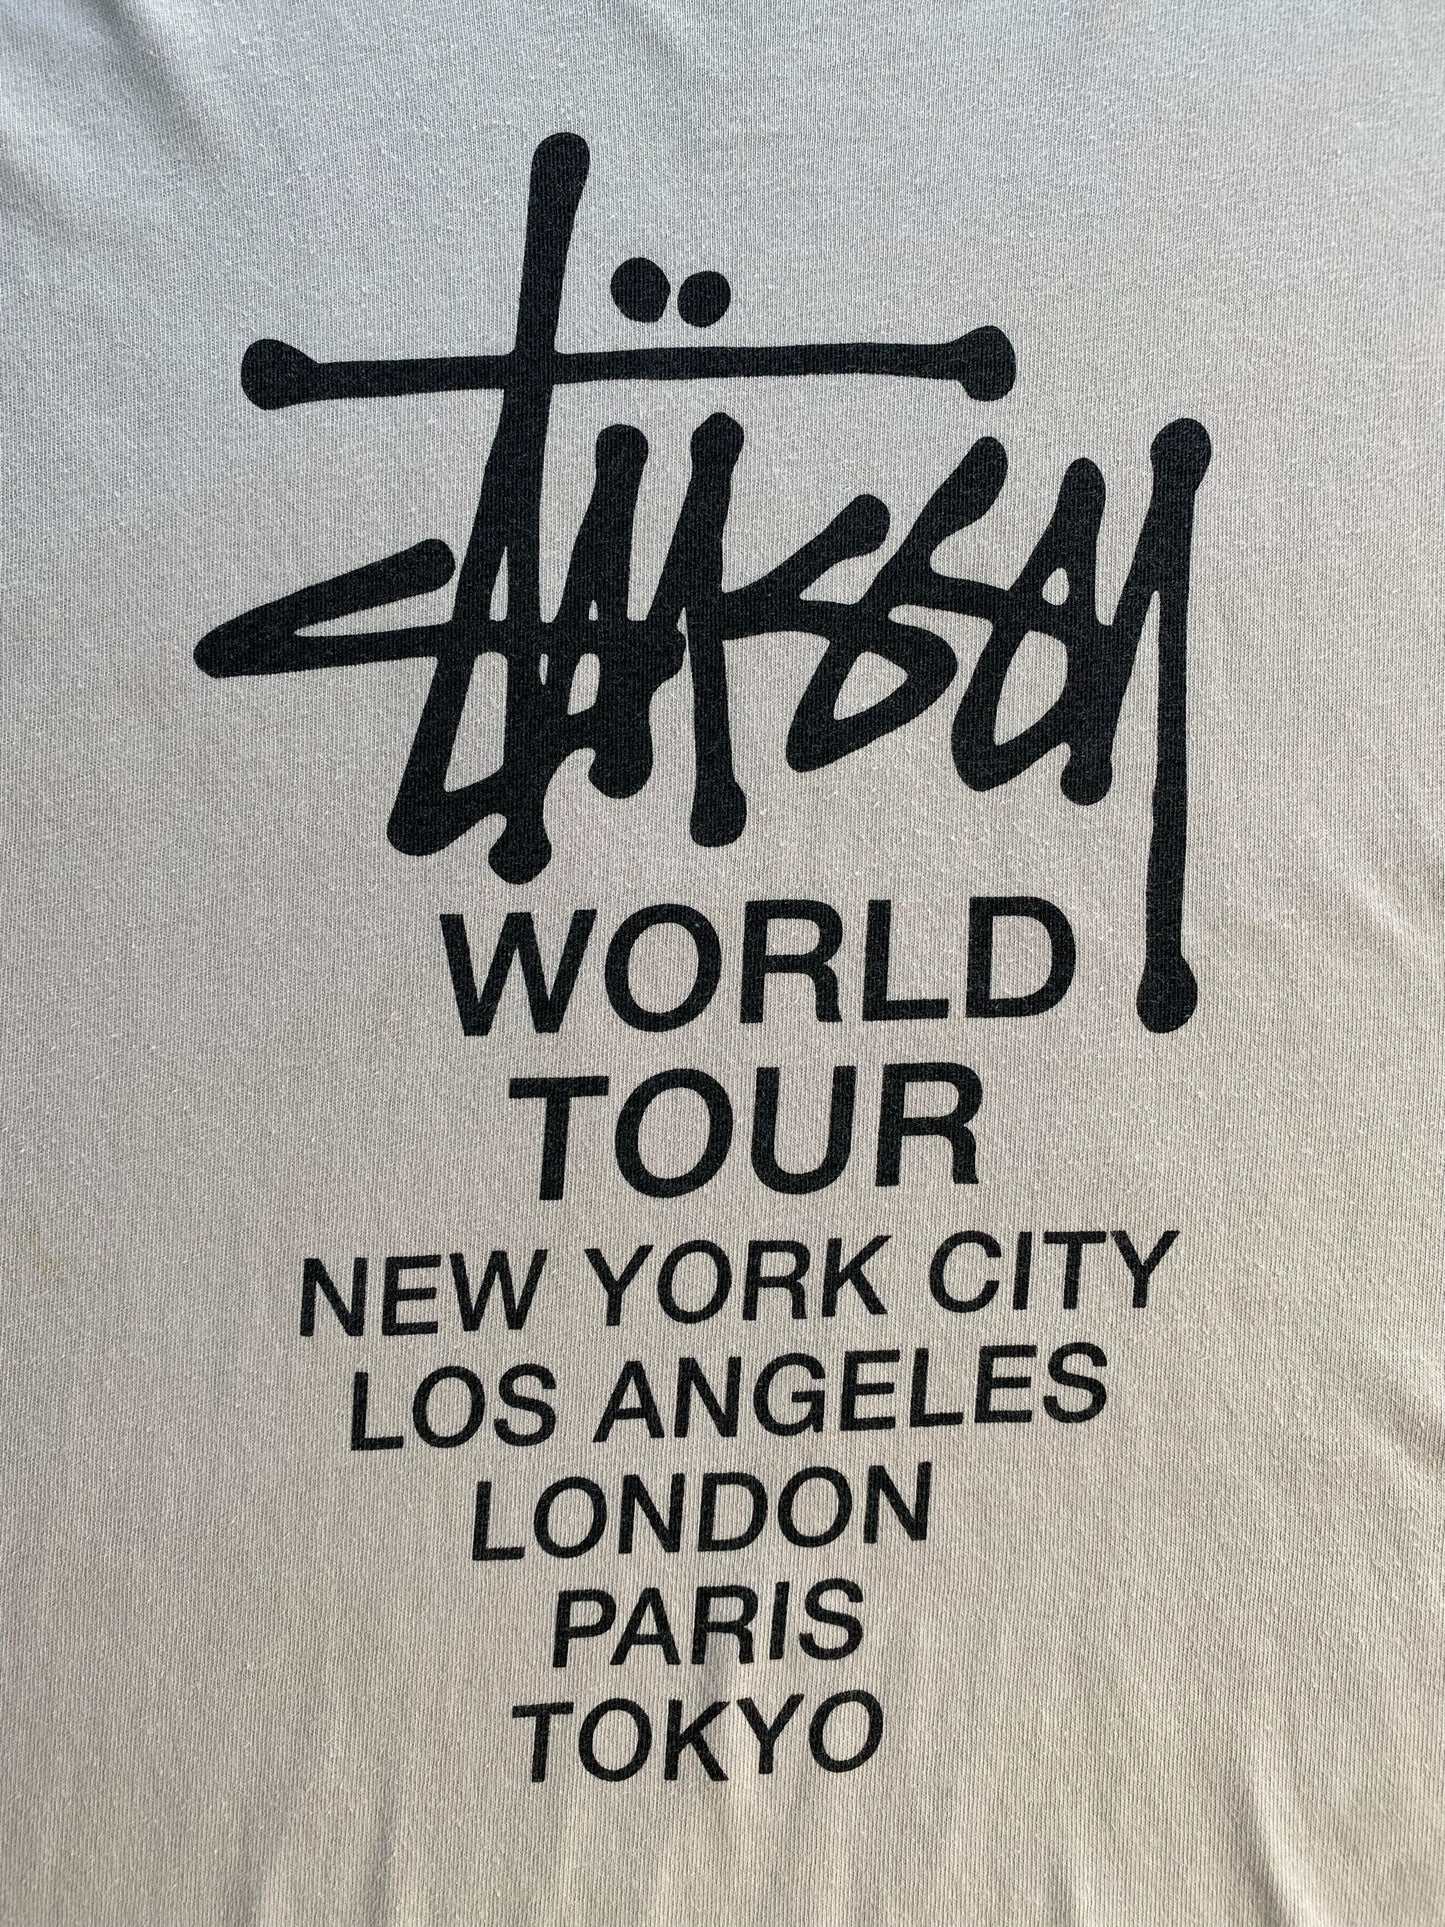 Stüssy
WORLD
TOUR
NEW YORK CITY
LOS ANGELES
LONDON
PARIS
TOKYO